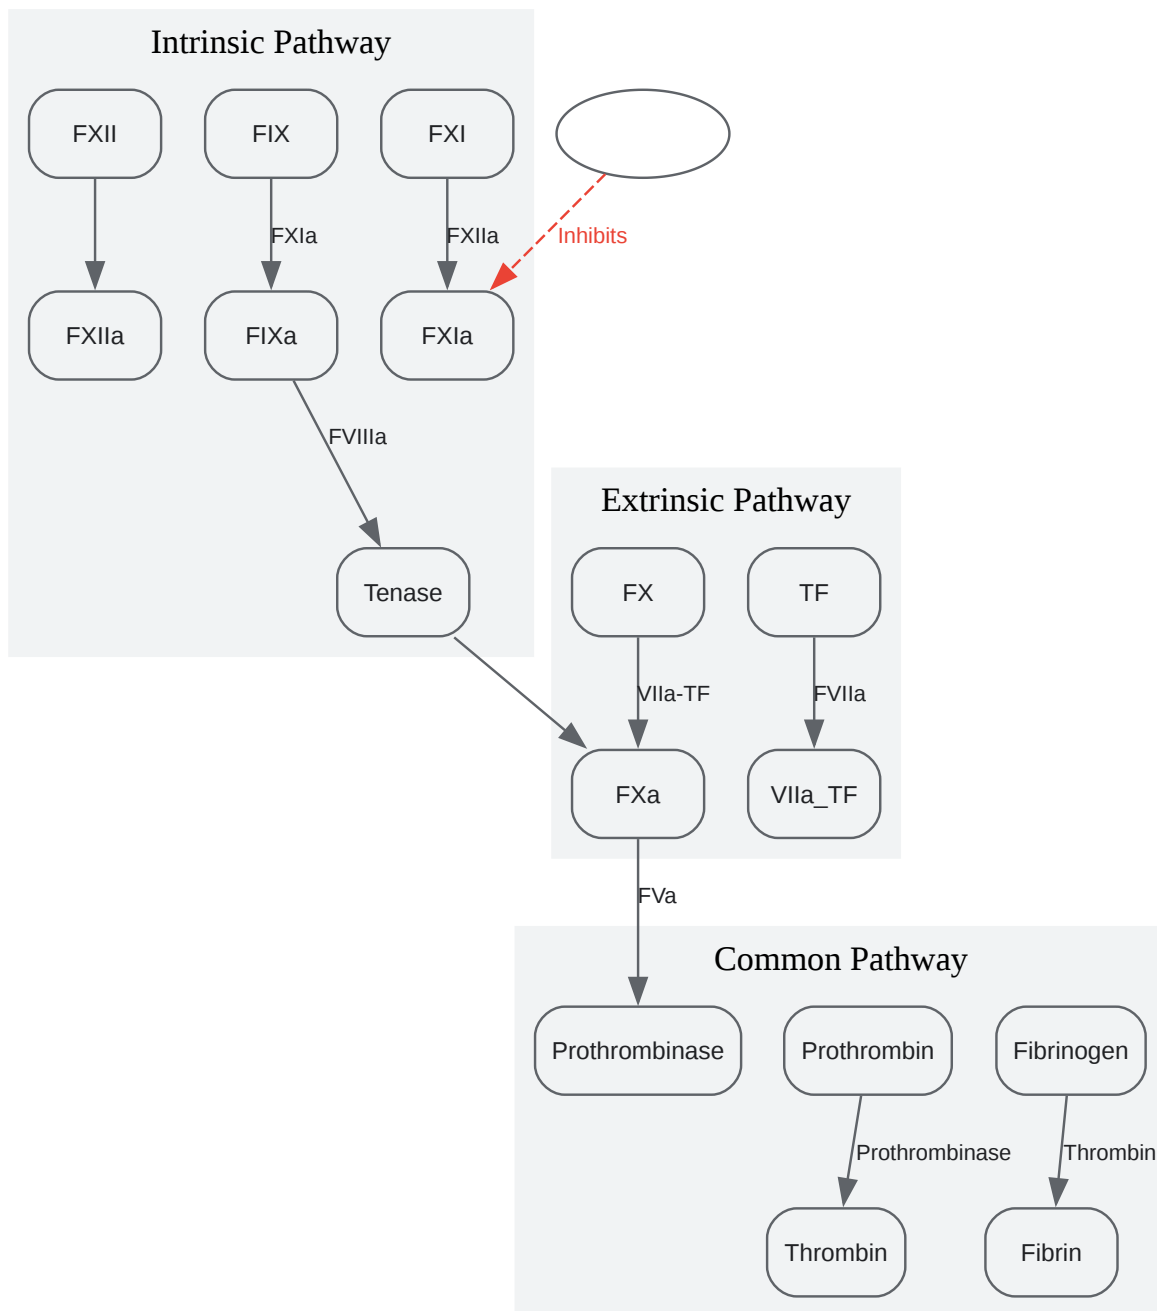 Intrinsic Pathway
FXII
FIX
FXI
FXIa
FXIIa
Inhibits
FXIIa
FIXa
FXIa
FVIIIa
Extrinsic Pathway
Tenase
FX
TF
VIIa-TF
FVIIa
FXa
VIIa_TF
FVa
Common Pathway
Prothrombinase
Prothrombin
Fibrinogen
Prothrombinase
Thrombin
Thrombin
Fibrin